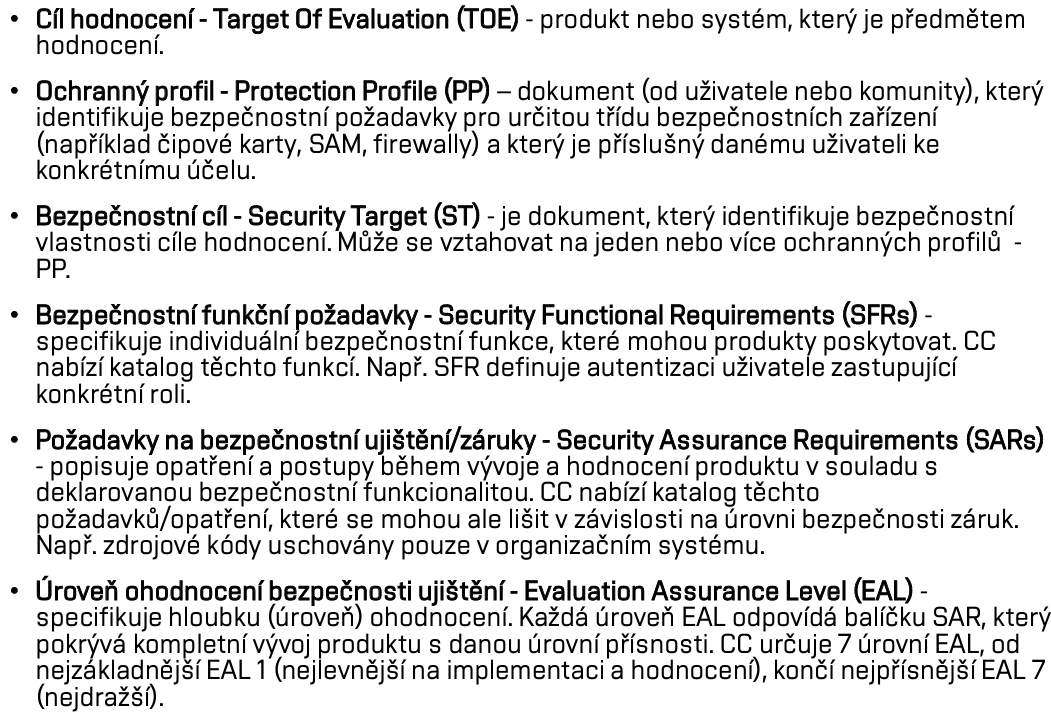 • Cíl hodnocení - Target Of Evaluation (TOE) - produkt nebo systém, který je předmětem
hodnocení.
• Ochranný profil - Protection Profile (PP) – dokument (od uživatele nebo komunity), který
identifikuje bezpečnostní požadavky pro určitou třídu bezpečnostních zařízení
(například čipové karty, SAM, firewally) a který je příslušný danému uživateli ke
konkrétnímu účelu.
• Bezpečnostní cíl - Security Target (ST) - je dokument, který identifikuje bezpečnostní
vlastnosti cíle hodnocení. Může se vztahovat na jeden nebo více ochranných profilů -
PP.
• Bezpečnostní funkční požadavky - Security Functional Requirements (SFRs) -
specifikuje individuální bezpečnostní funkce, které mohou produkty poskytovat. CC
nabízí katalog těchto funkcí. Např. SFR definuje autentizaci uživatele zastupující
konkrétní roli.
• Požadavky na bezpečnostní ujištění/záruky - Security Assurance Requirements (SARs)
- popisuje opatření a postupy během vývoje a hodnocení produktu v souladu s
deklarovanou bezpečnostní funkcionalitou. CC nabízí katalog těchto
požadavků/opatření, které se mohou ale lišit v závislosti na úrovni bezpečnosti záruk.
Např. zdrojové kódy uschovány pouze v organizačním systému.
• Úroveň ohodnocení bezpečnosti ujištění - Evaluation Assurance Level (EAL) -
specifikuje hloubku (úroveň) ohodnocení. Každá úroveň EAL odpovídá balíčku SAR, který
pokrývá kompletní vývoj produktu s danou úrovní přísnosti. CC určuje 7 úrovní EAL, od
nejzákladnější EAL 1 (nejlevnější na implementaci a hodnocení), končí nejpřísnější EAL 7
(nejdražší).